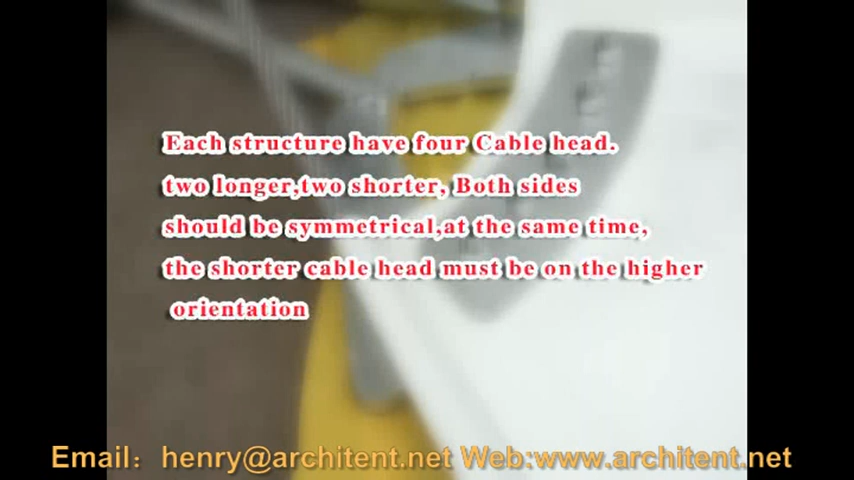 Each structure have four Cable head.
two longer,two shorter, Both sides
should be symmetrical,at the same time,
the shorter cable head must be on the higher
orientation
Email：henry@architent.net Web:www.architent.net